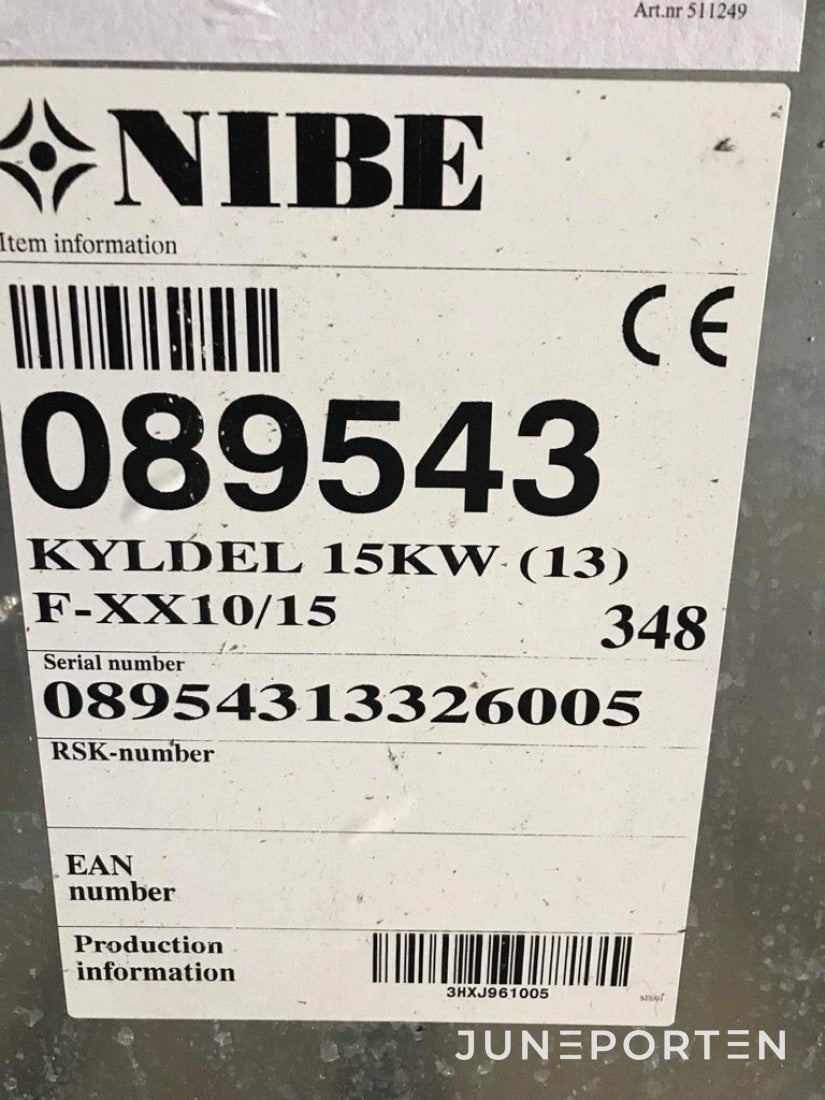 Art.nr 511249
NIBE
Item information
CE
089543
KYLDEL 15KW (13)
F-XX10/15
348
Serial number
08954313326005
RSK-number
EAN
number
Production
information
3HXJ961005
JUNEPORTEN